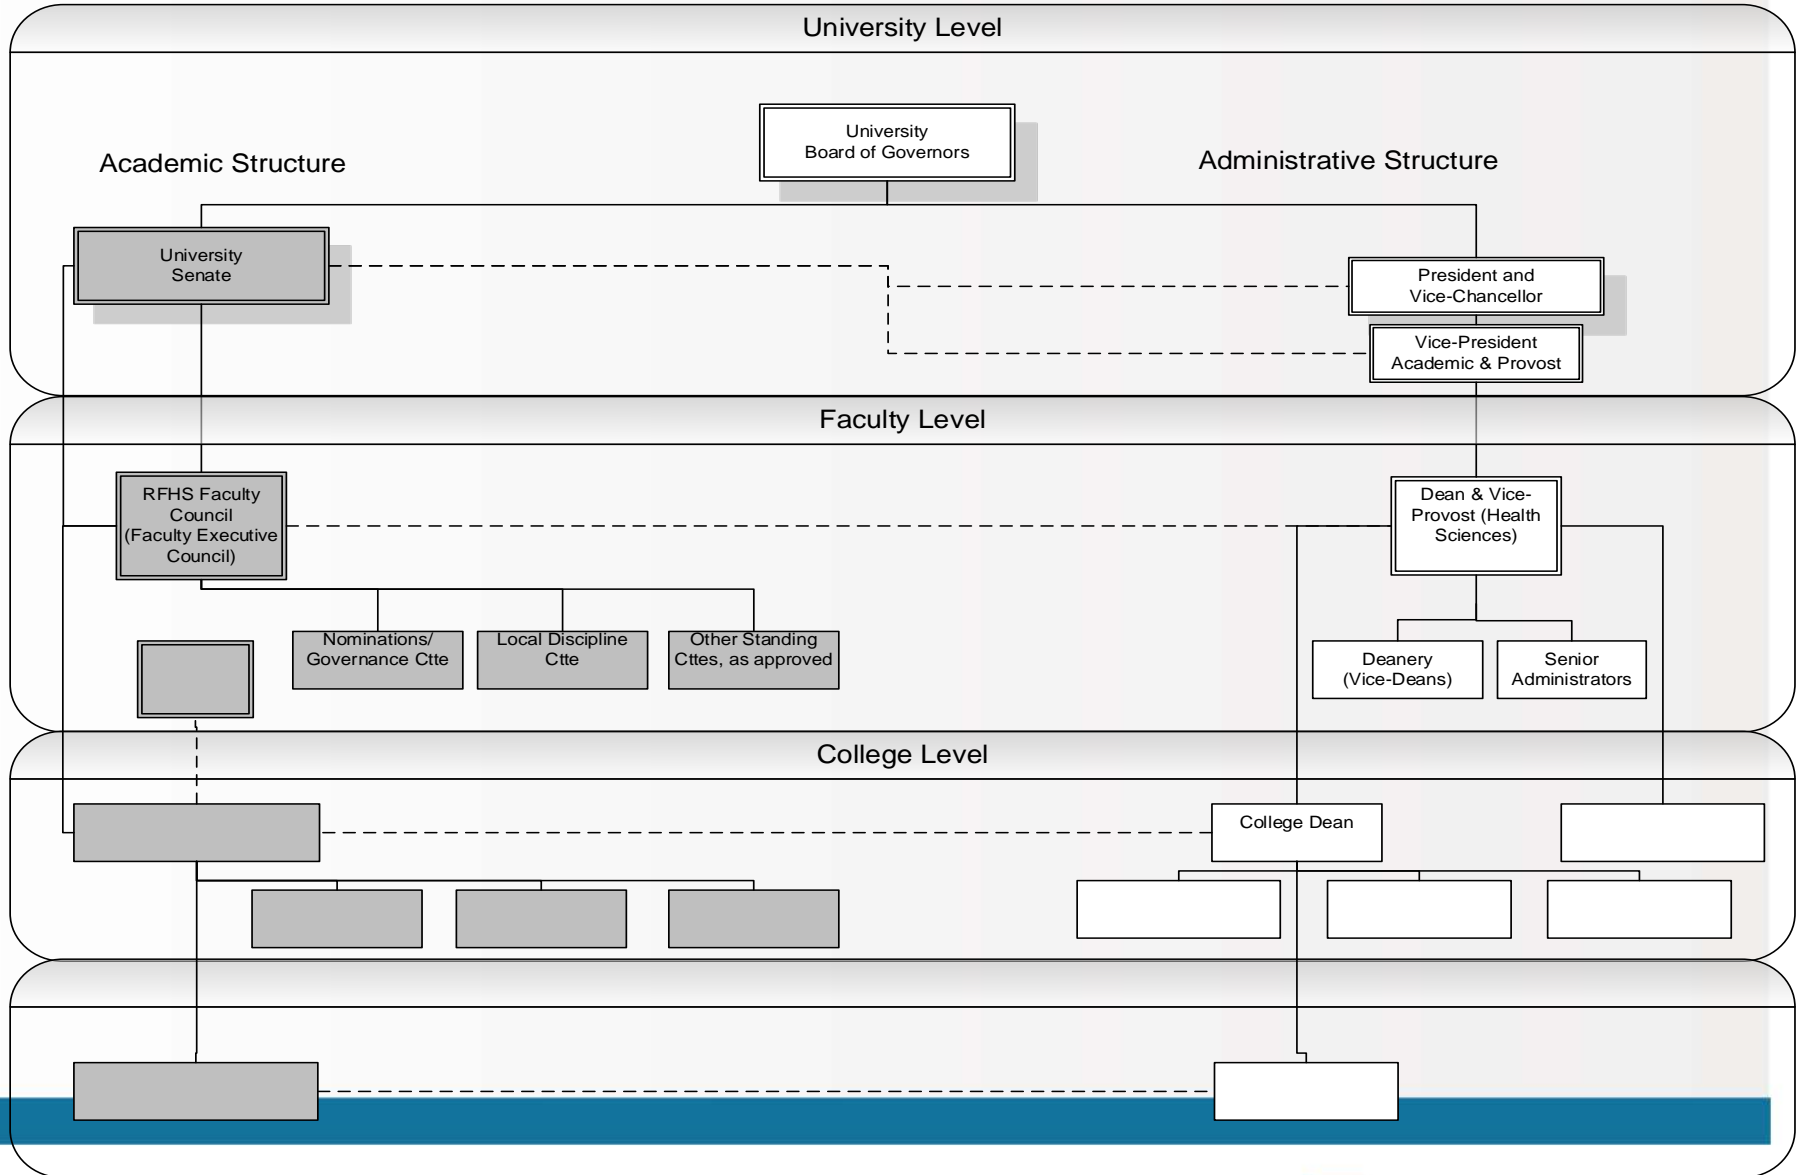 University Level
University
Board of Governors
Academic Structure
Administrative Structure
University
Senate
President and
Vice-Chancellor
Vice-President
Academic & Provost
Faculty Level
RFHS Faculty
Council
(Faculty Executive
Council)
Dean & Vice-
Provost (Health
Sciences)
Nominations/
Governance Ctte
Local Discipline
Ctte
Other Standing
Cttes, as approved
Deanery
(Vice-Deans)
Senior
Administrators
College Level
College Dean